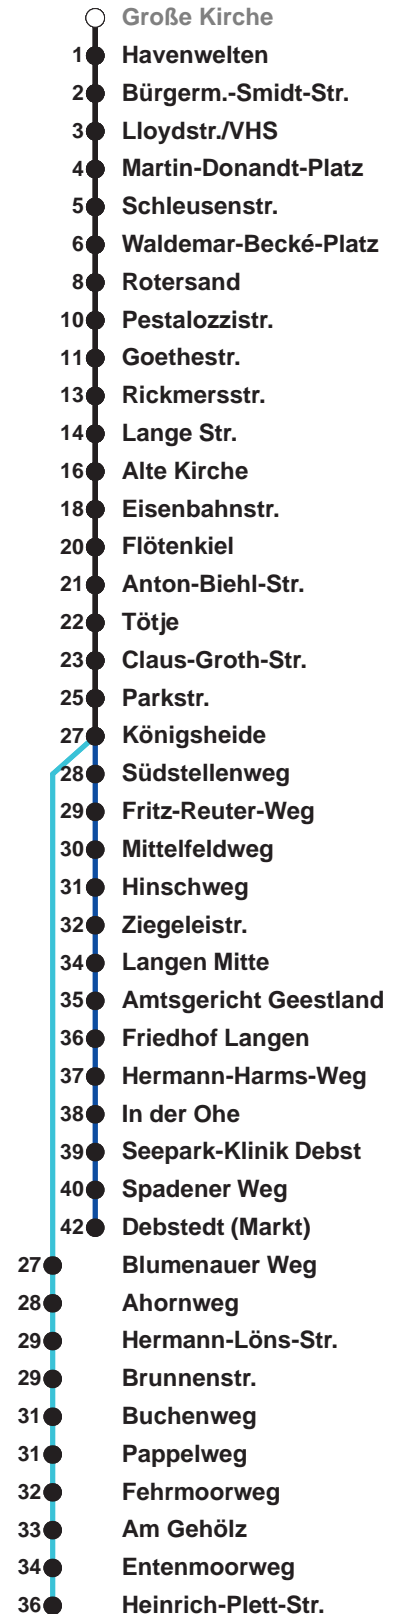 Große Kirche
1 Havenwelten
2 Bürgerm.-Smidt-Str.
3 Lloydstr./VHS
4 Martin-Donandt-Platz
5 Schleusenstr.
6 Waldemar-Becké-Platz
8 Rotersand
10 Pestalozzistr.
11 Goethestr.
13 Rickmersstr.
14 Lange Str.
16 Alte Kirche
18 Eisenbahnstr.
20 Flötenkiel
21 Anton-Biehl-Str.
22 Tötje
23 Claus-Groth-Str.
25 Parkstr.
27 Königsheide
28 Südstellenweg
29 Fritz-Reuter-Weg
30 Mittelfeldweg
31 Hinschweg
32 Ziegeleistr.
34 Langen Mitte
35 Amtsgericht Geestland
36 Friedhof Langen
37 Hermann-Harms-Weg
38 In der Ohe
39 Seepark-Klinik Debst
40 Spadener Weg
42 Debstedt (Markt)
27 Blumenauer Weg
28 Ahornweg
29 Hermann-Löns-Str.
29 Brunnenstr.
31 Buchenweg
31 Pappelweg
32 Fehrmoorweg
33 Am Gehölz
34 Entenmoorweg
36 Heinrich-Plett-Str.